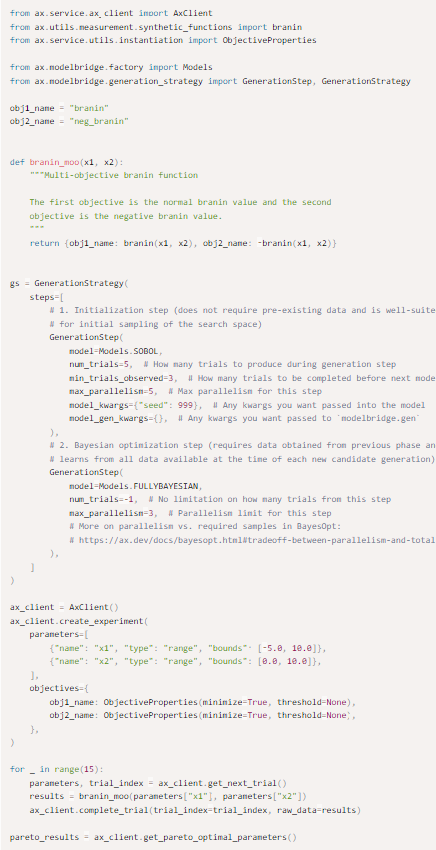 from ax.service.ax_client import AxClient
from ax.utils.measurement.synthetic_functions import branin
from ax.service.utils.instantiation import ObjectiveProperties
from ax.modelbridge.factory import Models
from ax.modelbridge.generation_strategy import GenerationStep, GenerationStrategy
obj1_name = "branin"
obj2_name = "neg_branin"
def branin_moo(x1, x2):
    """Multi-objective branin function
    The first objective is the normal branin value and the second
    objective is the negative branin value.
    """
    return {obj1_name: branin(x1, x2), obj2_name: -branin(x1, x2)}
gs = GenerationStrategy(
    steps=[
        # 1. Initialization step (does not require pre-existing data and is well-suite
        # for initial sampling of the search space)
        GenerationStep(
            model=Models.SOBOL,
            num_trials=5,  # How many trials to produce during generation step
            min_trials_observed=3,  # How many trials to be completed before next mode
            max_parallelism=5,  # Max parallelism for this step
            model_kwargs={"seed": 999},  # Any kwargs you want passed into the model
            model_gen_kwargs={},  # Any kwargs you want passed to `modelbridge.gen`
        ),
        # 2. Bayesian optimization step (requires data obtained from previous phase an
        # learns from all data available at the time of each new candidate generation)
        GenerationStep(
            model=Models.FULLYBAYESIAN,
            num_trials=-1,  # No limitation on how many trials from this step
            max_parallelism=3,  # Parallelism limit for this step
            # More on parallelism vs. required samples in BayesOpt:
            # https://ax.dev/docs/bayesopt.html#tradeoff-between-parallelism-and-total
        ),
    ]
)
ax_client = AxClient()
ax_client.create_experiment(
    parameters=[
        {"name": "x1", "type": "range", "bounds": [-5.0, 10.0]},
        {"name": "x2", "type": "range", "bounds": [0.0, 10.0]},
    ],
    objectives={
        obj1_name: ObjectiveProperties(minimize=True, threshold=None),
        obj2_name: ObjectiveProperties(minimize=True, threshold=None),
    },
)
for _ in range(15):
    parameters, trial_index = ax_client.get_next_trial()
    results = branin_moo(parameters["x1"], parameters["x2"])
    ax_client.complete_trial(trial_index=trial_index, raw_data=results)
pareto_results = ax_client.get_pareto_optimal_parameters()